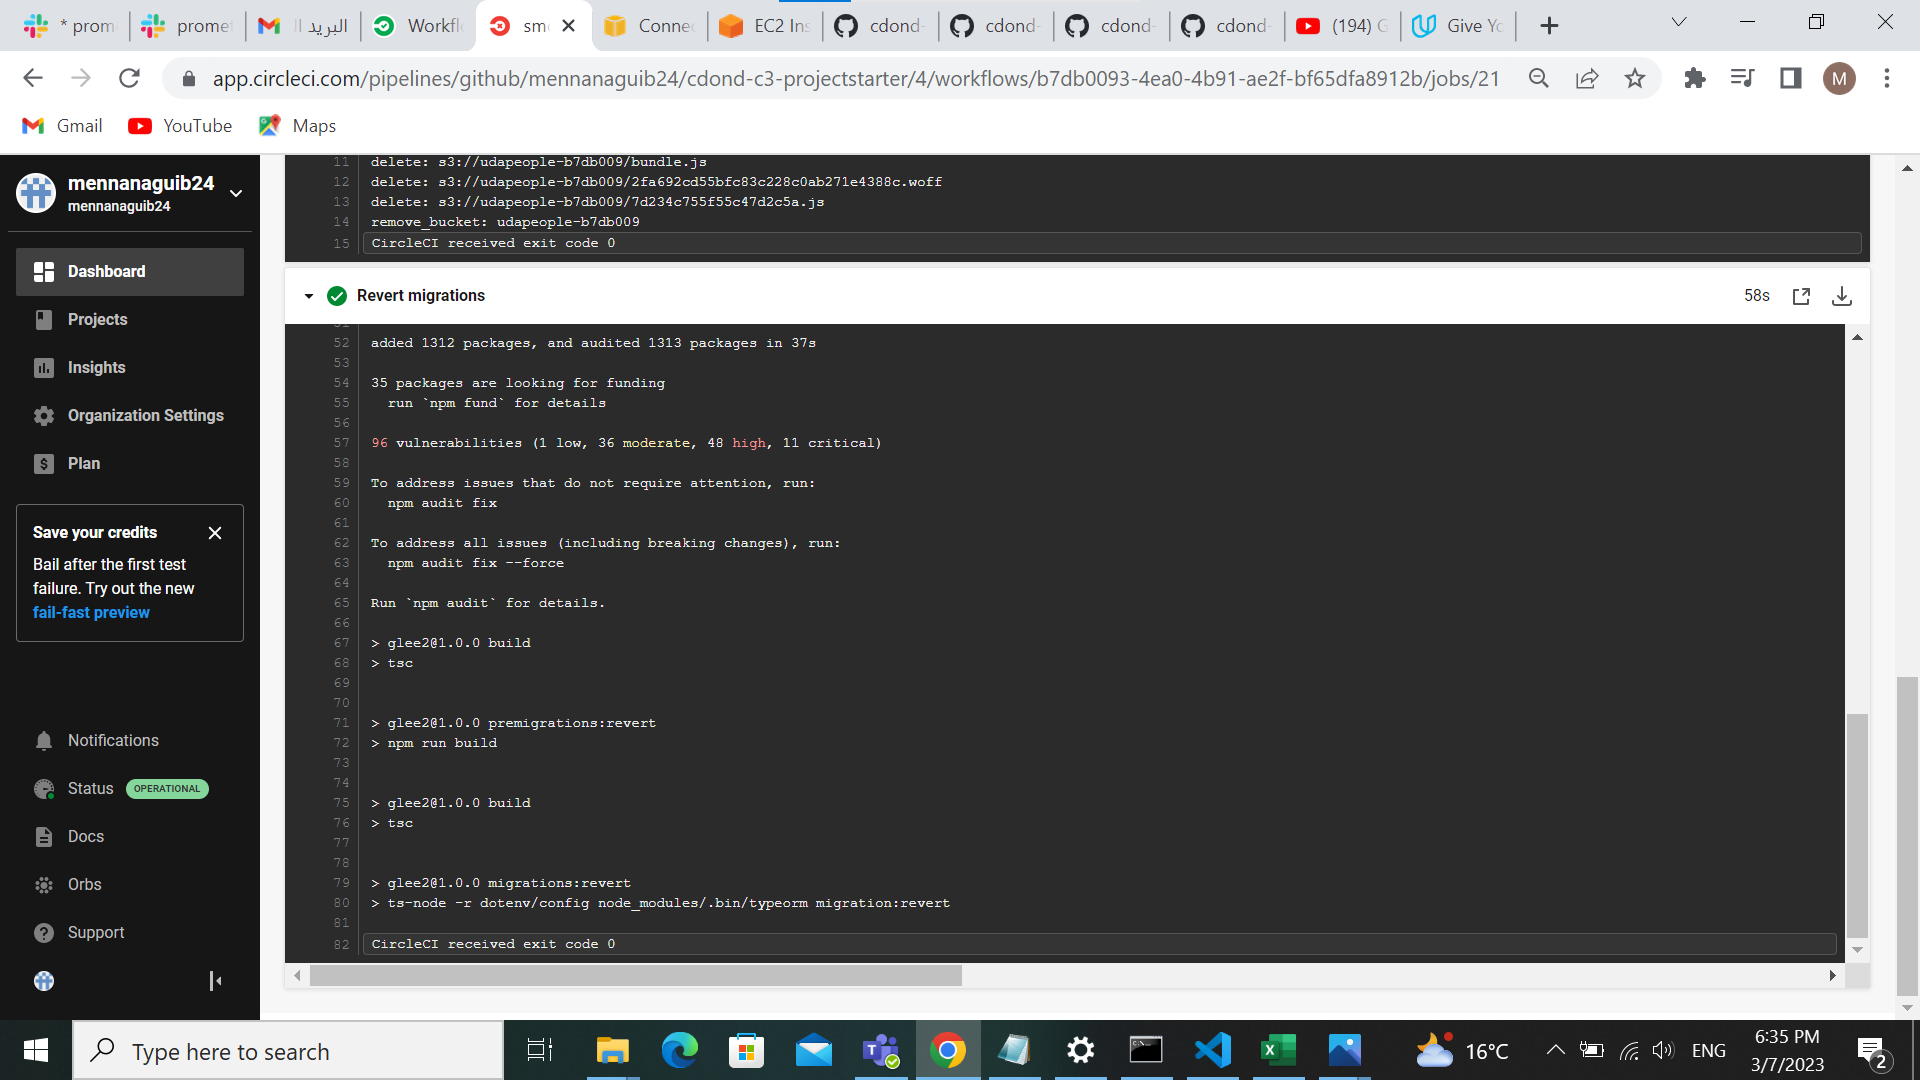 * prom
promet
البريد ال
Workfl
smo
Connec
EC2 Ins
cdond-
cdond-
cdond-
cdond-
(194) G
Give Yo
app.circleci.com/pipelines/github/mennanaguib24/cdond-c3-projectstarter/4/workflows/b7db0093-4ea0-4b91-ae2f-bf65dfa8912b/jobs/21
M
Gmail
YouTube
Maps
mennanaguib24
mennanaguib24
Dashboard
Projects
Insights
Organization Settings
Plan
Save your credits
Bail after the first test
failure. Try out the new
fail-fast preview
Notifications
Status OPERATIONAL
Docs
Orbs
Support
11 delete: s3://udapeople-b7db009/bundle.js
12 delete: s3://udapeople-b7db009/2fa692cd55bfc83c228c0ab271e4388c.woff
13 delete: s3://udapeople-b7db009/7d234c755f55c47d2c5a.js
14 remove_bucket: udapeople-b7db009
15 CircleCI received exit code 0
Revert migrations
58s
52 added 1312 packages, and audited 1313 packages in 37s
53
54 35 packages are looking for funding
55 run `npm fund` for details
56
57 96 vulnerabilities (1 low, 36 moderate, 48 high, 11 critical)
58
59 To address issues that do not require attention, run:
60 npm audit fix
61
62 To address all issues (including breaking changes), run:
63 npm audit fix --force
64
65 Run `npm audit` for details.
66
67 > glee2@1.0.0 build
68 > tsc
69
70
71 > glee2@1.0.0 premigrations:revert
72 > npm run build
73
74
75 > glee2@1.0.0 build
76 > tsc
77
78
79 > glee2@1.0.0 migrations:revert
80 > ts-node -r dotenv/config node_modules/.bin/typeorm migration:revert
81
82 CircleCI received exit code 0
Type here to search
16°C
ENG
6:35 PM
3/7/2023
2